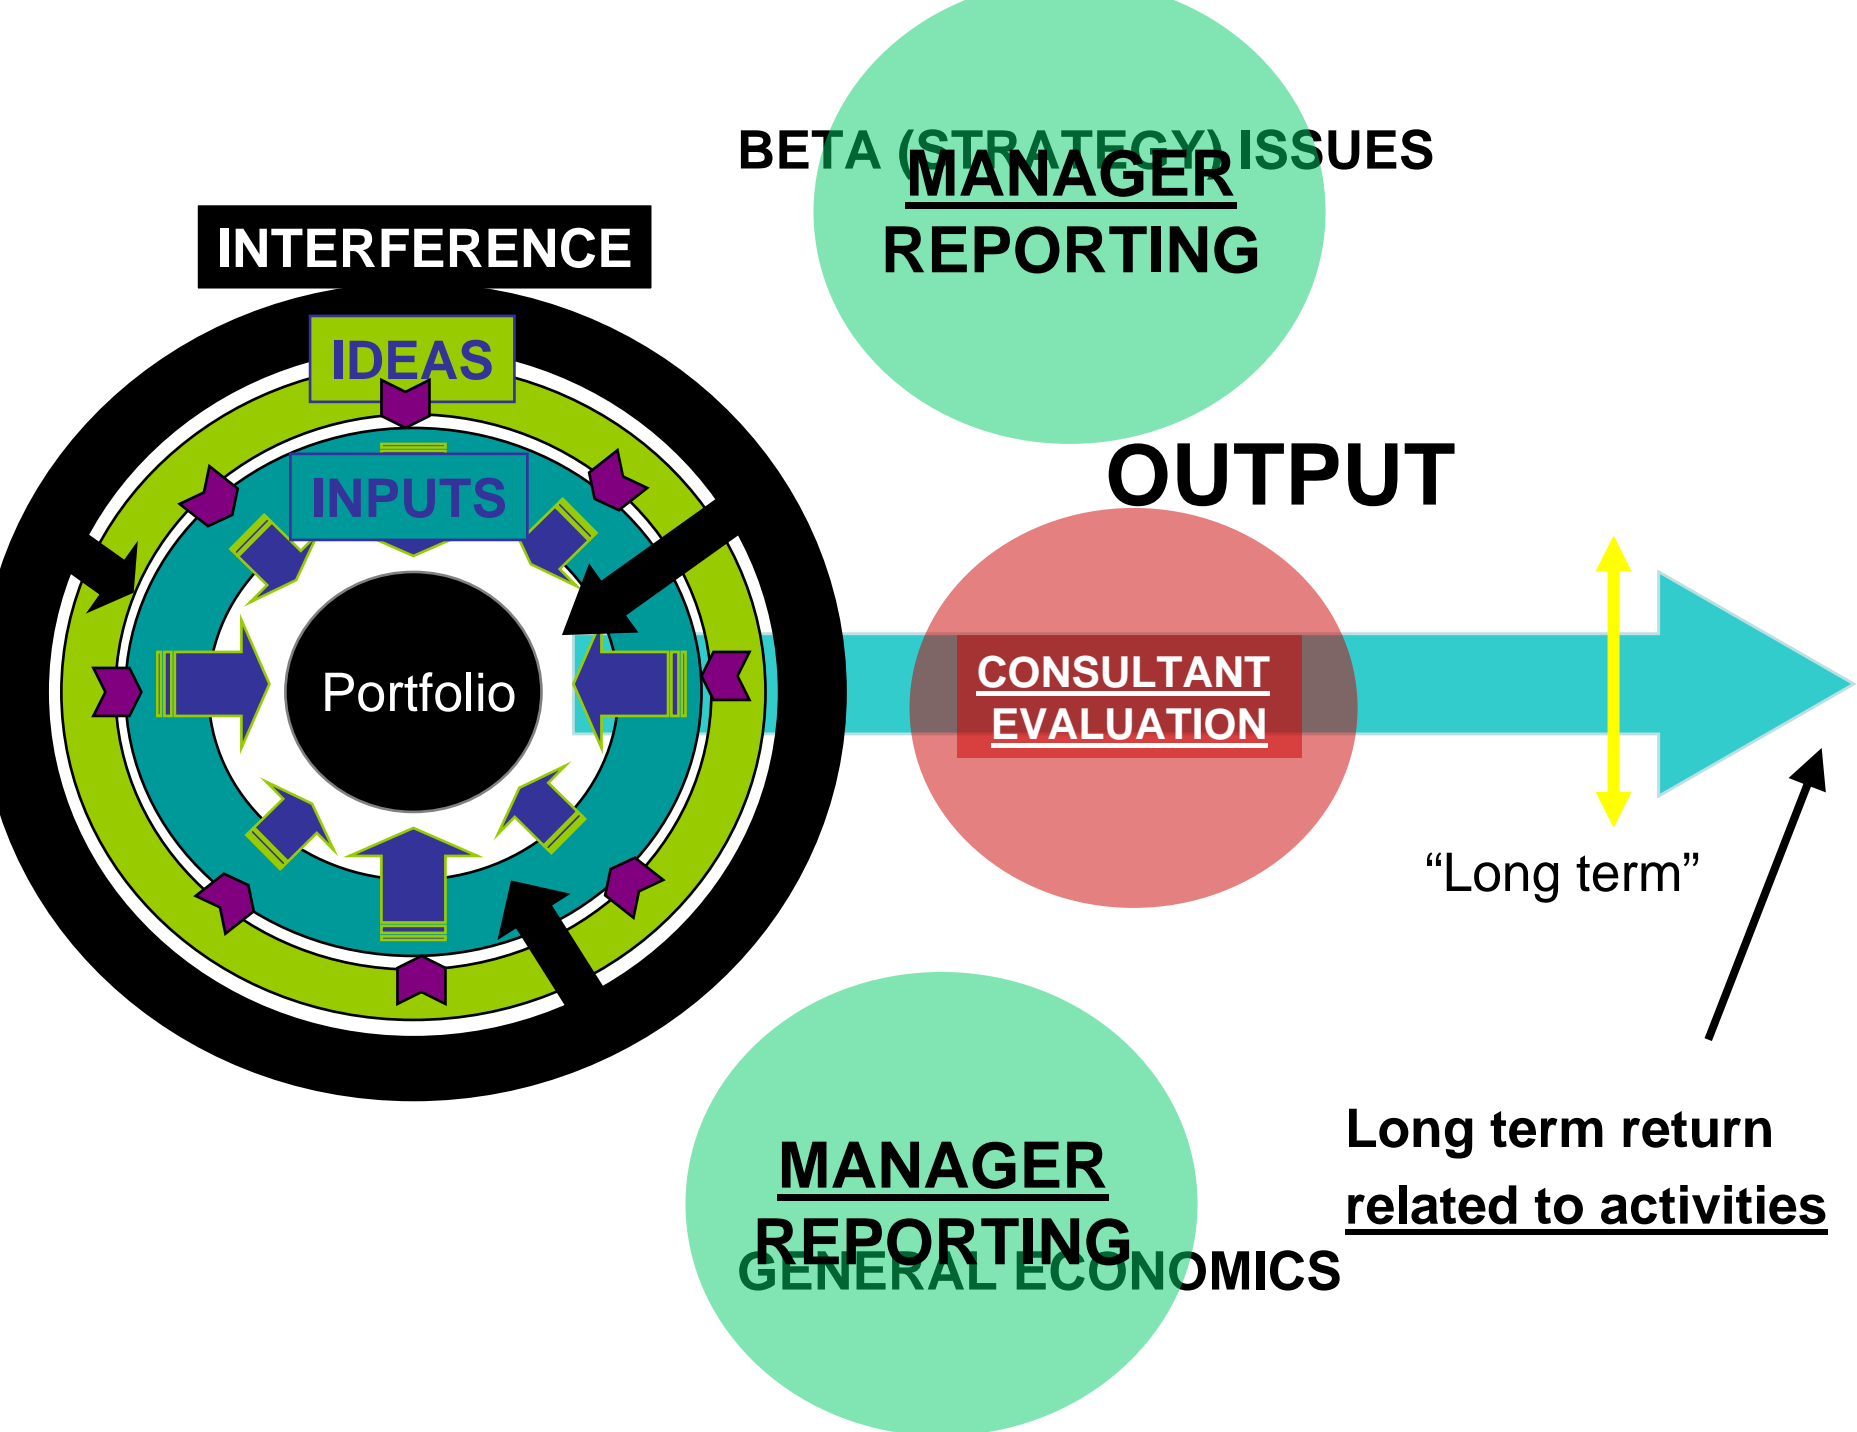 BETA (STRATEGY) ISSUES
MANAGER
REPORTING
INTERFERENCE
IDEAS
INPUTS
OUTPUT
Portfolio
CONSULTANT
EVALUATION
“Long term”
Long term return
related to activities
MANAGER
REPORTING
GENERAL ECONOMICS